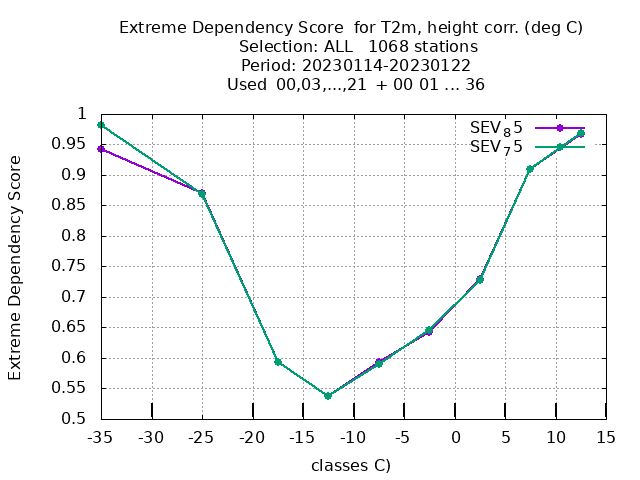 Extreme Dependency Score  for T2m, height corr. (deg C)
Selection: ALL   1068 stations
Period: 20230114-20230122
Used  00,03,...,21  + 00 01 ... 36
Extreme Dependency Score
1
0.95
0.9
0.85
0.8
0.75
0.7
0.65
0.6
0.55
0.5
SEV₈5
SEV₇5
-35 -30 -25 -20 -15 -10 -5 0 5 10 15
classes C)